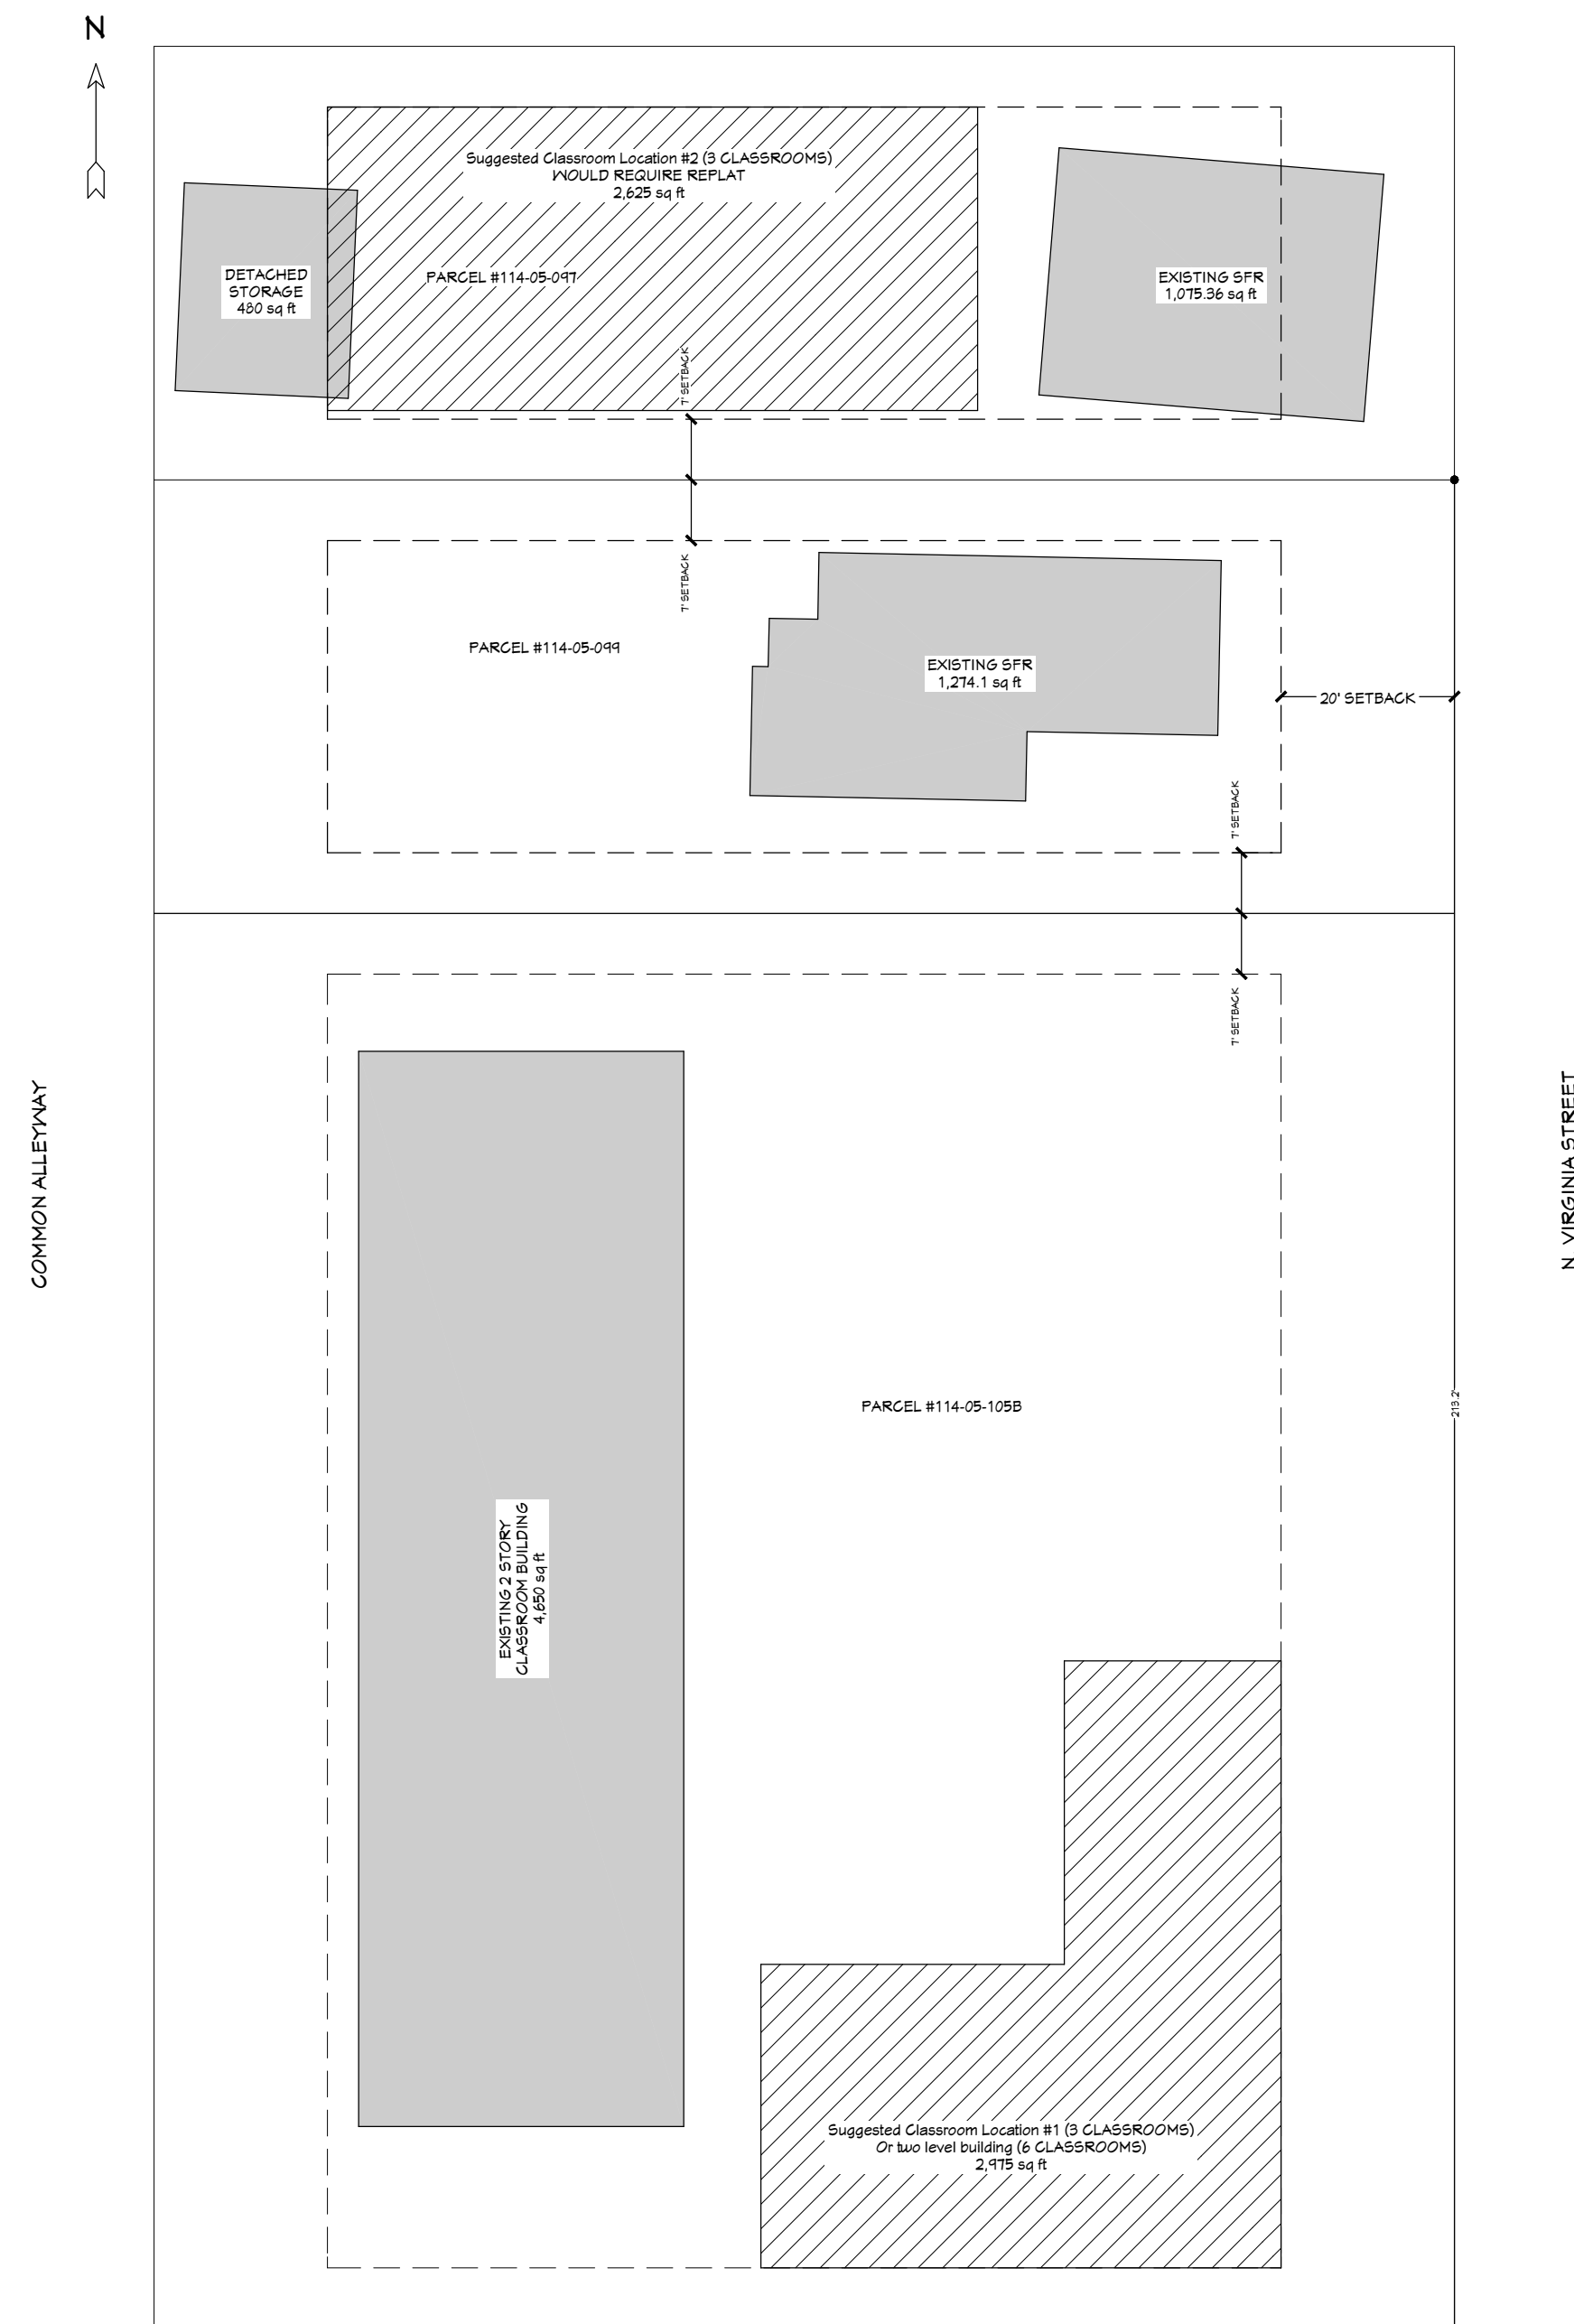 N
Suggested Classroom Location #2 (3 CLASSROOMS)
WOULD REQUIRE REPLAT
2,625 sq ft
PARCEL #114-05-097
DETACHED
STORAGE
480 sq ft
EXISTING SFR
1,075.36 sq ft
7' SETBACK
7' SETBACK
PARCEL #114-05-099
EXISTING SFR
1,274.1 sq ft
20' SETBACK
7' SETBACK
7' SETBACK
COMMON ALLEYWAY
N VIRGINIA STREET
PARCEL #114-05-105B
213.2'
EXISTING 2 STORY
CLASSROOM BUILDING
4,650 sq ft
Suggested Classroom Location #1 (3 CLASSROOMS)
Or two level building (6 CLASSROOMS)
2,975 sq ft